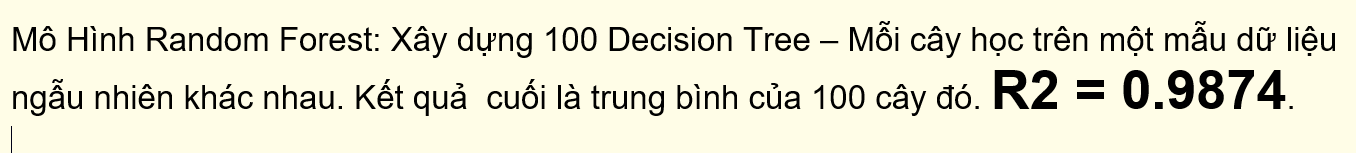 Mô Hình Random Forest: Xây dựng 100 Decision Tree – Mỗi cây học trên một mẫu dữ liệu
ngẫu nhiên khác nhau. Kết quả  cuối là trung bình của 100 cây đó. R2 = 0.9874.